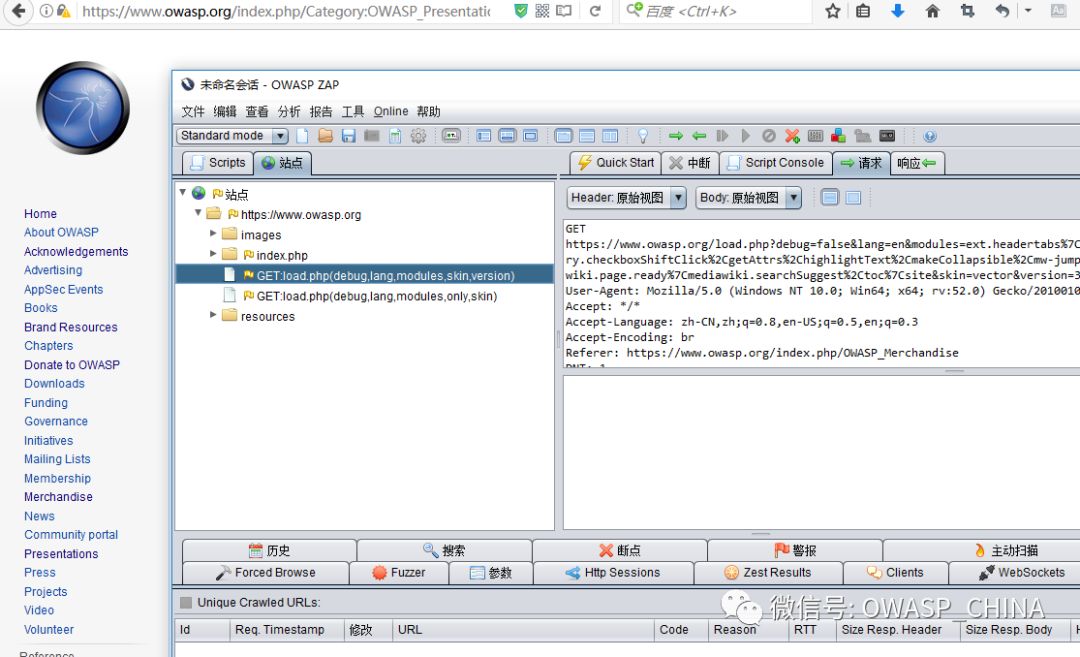 https://www.owasp.org/index.php/Category:OWASP_Presentatic
百度 <Ctrl+K>
Home
About OWASP
Acknowledgements
Advertising
AppSec Events
Books
Brand Resources
Chapters
Donate to OWASP
Downloads
Funding
Governance
Initiatives
Mailing Lists
Membership
Merchandise
News
Community portal
Presentations
Press
Projects
Video
Volunteer
Reference
未命名会话 - OWASP ZAP
文件 编辑 查看 分析 报告 工具 Online 帮助
Standard mode
Scripts 站点
Quick Start 中断 Script Console 请求 响应
站点
https://www.owasp.org
images
index.php
GET:load.php(debug,lang,modules,skin,version)
GET:load.php(debug,lang,modules,only,skin)
resources
Header: 原始视图 Body: 原始视图
GET
https://www.owasp.org/load.php?debug=false&lang=en&modules=ext.headertabs%7C
ry.checkboxShiftClick%2CgetAttrs%2ChighlightText%2CmakeCollapsible%2Cmw-jump
wiki.page.ready%7Cmediawiki.searchSuggest%2Ctoc%7Csite&skin=vector&version=3
User-Agent: Mozilla/5.0 (Windows NT 10.0; Win64; x64; rv:52.0) Gecko/2010010
Accept: */*
Accept-Language: zh-CN,zh;q=0.8,en-US;q=0.5,en;q=0.3
Accept-Encoding: br
Referer: https://www.owasp.org/index.php/OWASP_Merchandise
DNT: 1
历史 搜索 断点 警报 主动扫描
Forced Browse Fuzzer 参数 Http Sessions Zest Results Clients WebSockets
Unique Crawled URLs:
微信号: OWASP_CHINA
Id Req. Timestamp 修改 URL Code Reason RTT Size Resp. Header Size Resp. Body